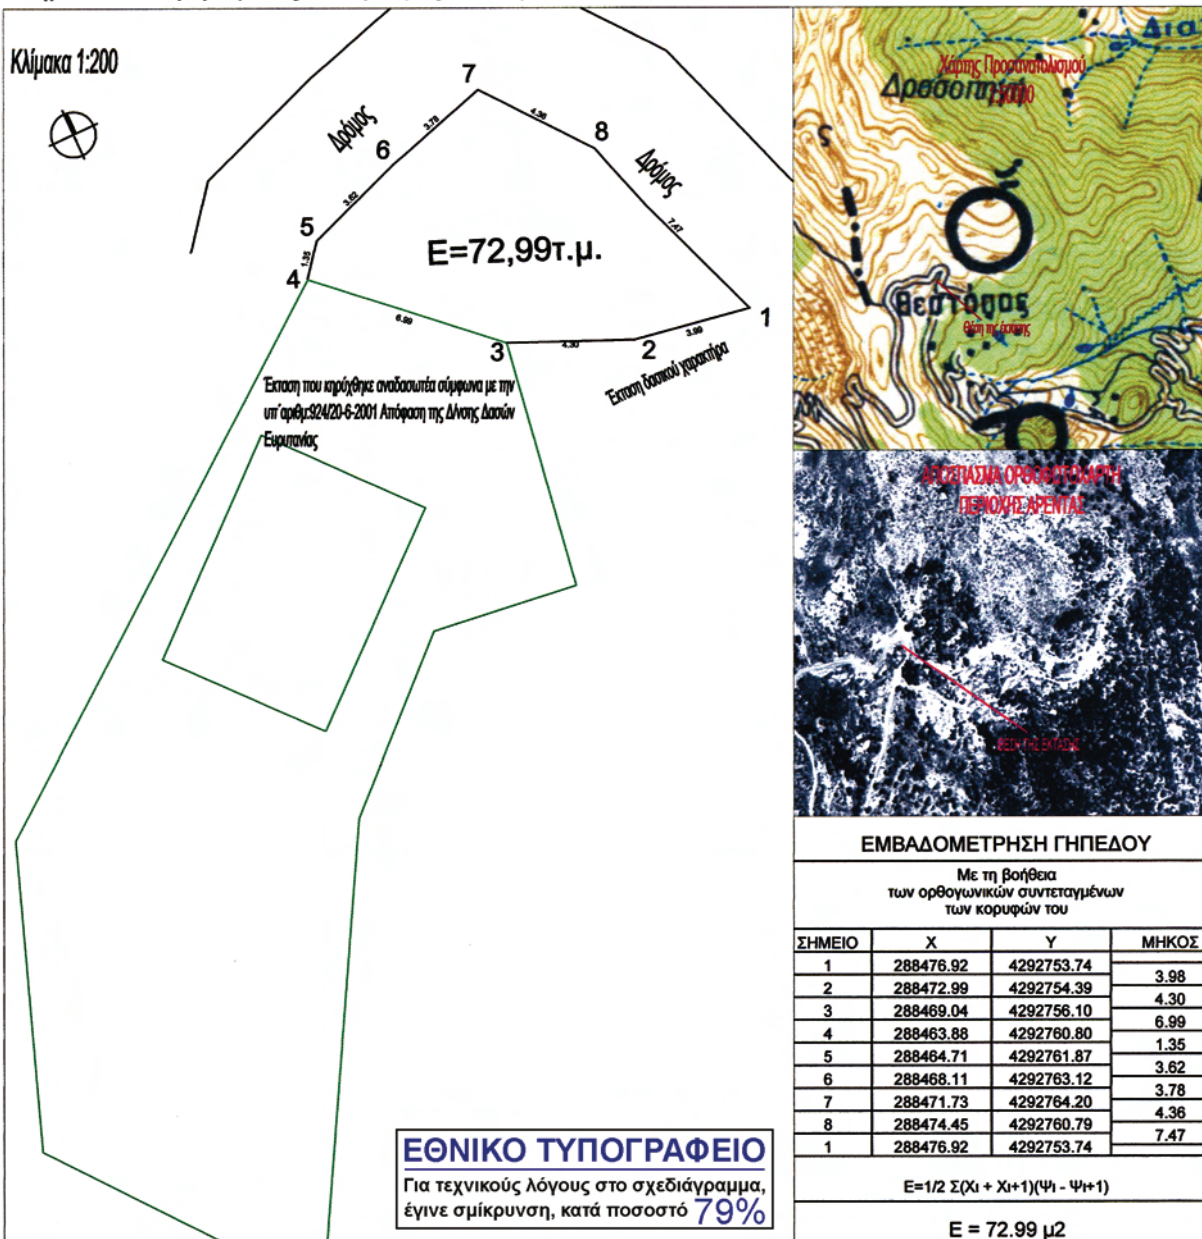 Κλίμακα 1:200
7
4.36
8
3.78
Δρόμος
6
Δρόμος
3.62
7.47
5
1.35
4
Ε=72,99τ.μ.
1
6.99
3
4.30
2
3.99
Έκταση δασικού χαρακτήρα
Έκταση που κηρύχθηκε αναδασωτέα σύμφωνα με την
υπ΄αριθμ:924/20-6-2001 Απόφαση της Δ/νσης Δασών
Ευρυτανίας
ΕΘΝΙΚΟ ΤΥΠΟΓΡΑΦΕΙΟ
Για τεχνικούς λόγους στο σχεδιάγραμμα,
έγινε σμίκρυνση, κατά ποσοστό 79%
Δια
Χάρτης Προσανατολισμού
Θέση της έκτασης
ΑΠΟΣΠΑΣΜΑ ΟΡΘΟΦΩΤΟΧΑΡΤΗ
ΠΕΡΙΟΧΗΣ ΑΡΕΝΤΑΣ
ΘΕΣΗ ΤΗΣ ΕΚΤΑΣΗΣ
ΕΜΒΑΔΟΜΕΤΡΗΣΗ ΓΗΠΕΔΟΥ
Με τη βοήθεια
των ορθογωνικών συντεταγμένων
των κορυφών του
ΣΗΜΕΙΟ X Y ΜΗΚΟΣ
1 288476.92 4292753.74
3.98
2 288472.99 4292754.39
4.30
3 288469.04 4292756.10
6.99
4 288463.88 4292760.80
1.35
5 288464.71 4292761.87
3.62
6 288468.11 4292763.12
3.78
7 288471.73 4292764.20
4.36
8 288474.45 4292760.79
7.47
1 288476.92 4292753.74
Ε=1/2 Σ(Χι + Χι+1)(Ψι - Ψι+1)
Ε = 72.99 μ2